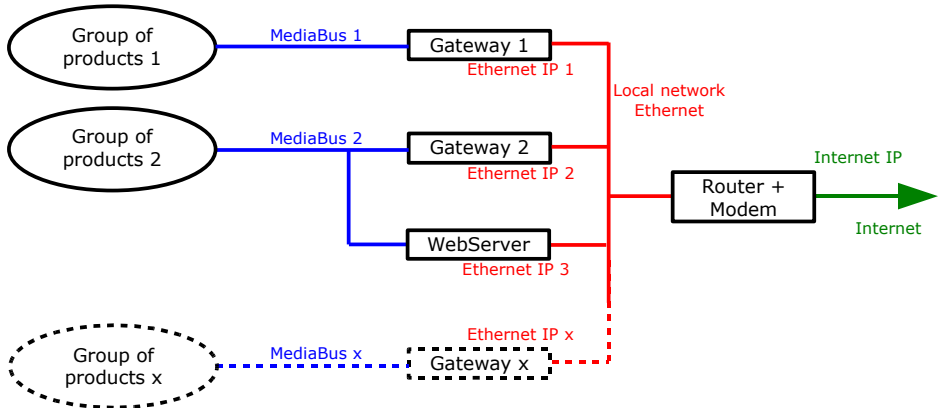 Group of
products 1
MediaBus 1
Gateway 1
Ethernet IP 1
Local network
Ethernet
Group of
products 2
MediaBus 2
Gateway 2
Ethernet IP 2
Internet IP
Router +
Modem
Internet
WebServer
Ethernet IP 3
Ethernet IP x
Group of
products x
MediaBus x
Gateway x